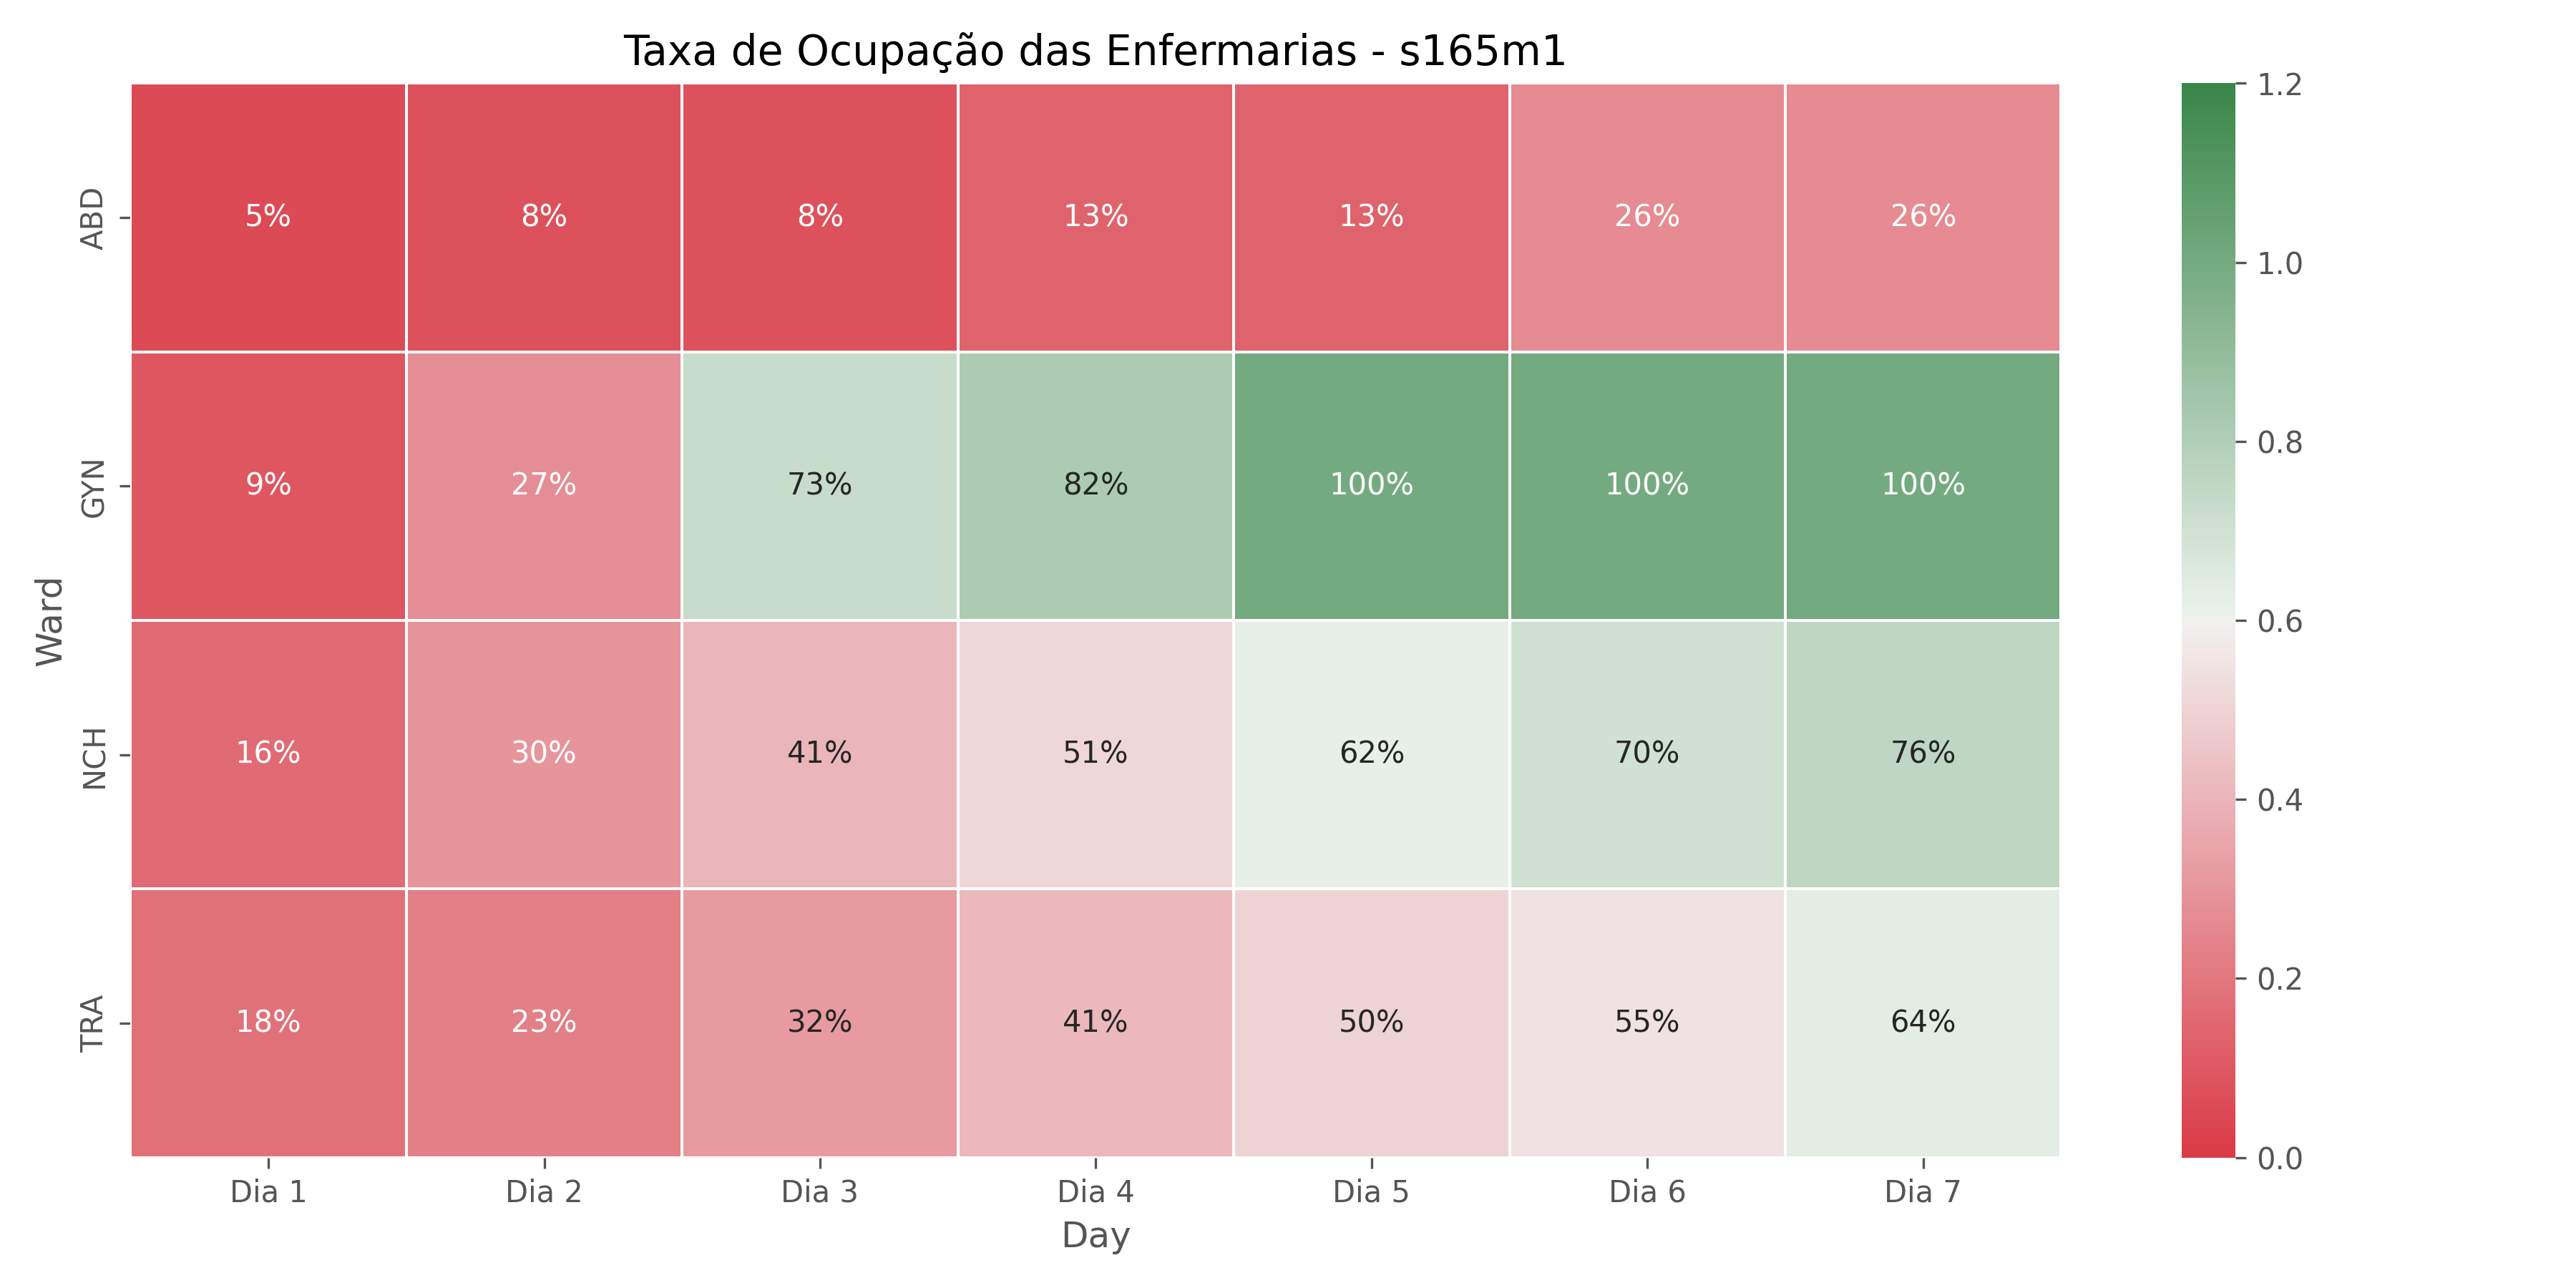 Taxa de Ocupação das Enfermarias - s165m1
Ward
ABD 5% 8% 8% 13% 13% 26% 26%
GYN 9% 27% 73% 82% 100% 100% 100%
NCH 16% 30% 41% 51% 62% 70% 76%
TRA 18% 23% 32% 41% 50% 55% 64%
Dia 1 Dia 2 Dia 3 Dia 4 Dia 5 Dia 6 Dia 7
Day
1.2
1.0
0.8
0.6
0.4
0.2
0.0